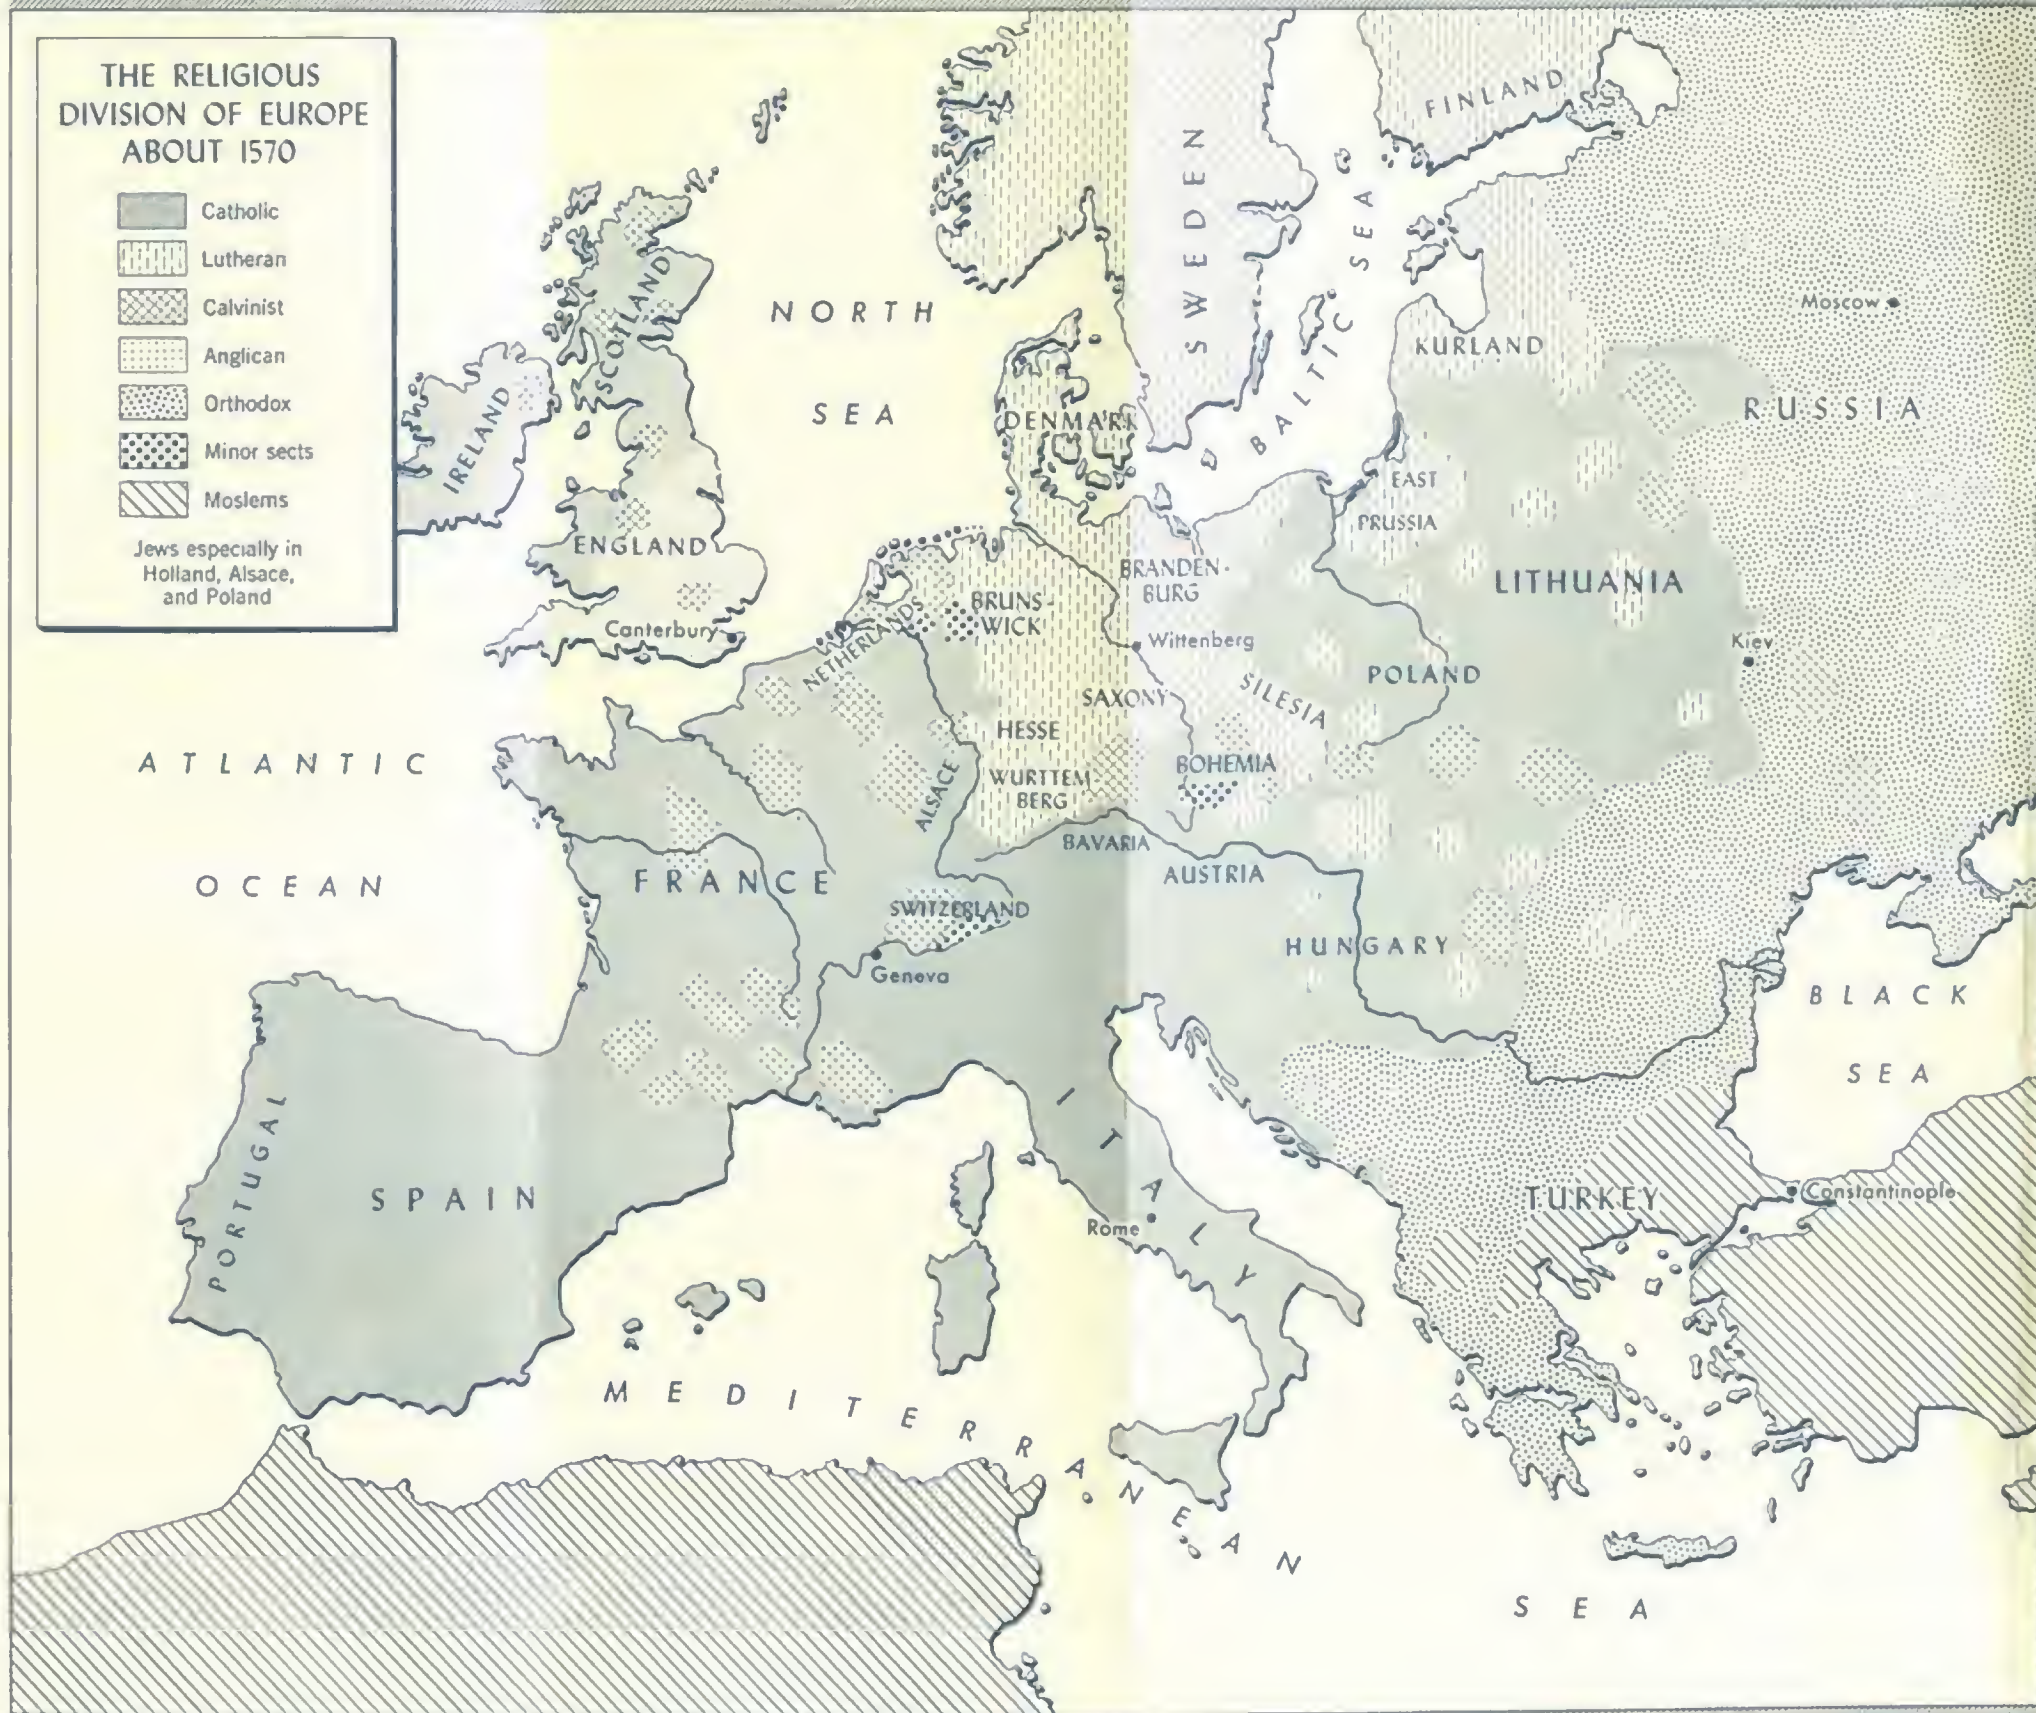 THE RELIGIOUS
DIVISION OF EUROPE
ABOUT 1570
Catholic
Lutheran
Calvinist
Anglican
Orthodox
Minor sects
Moslems
Jews especially in
Holland, Alsace,
and Poland
FINLAND
SWEDEN
BALTIC SEA
NORTH
SEA
SCOTLAND
IRELAND
ENGLAND
Canterbury
DENMARK
KURLAND
Moscow
RUSSIA
EAST
PRUSSIA
LITHUANIA
Kiev
BRANDEN-
BURG
Wittenberg
NETHERLANDS
BRUNS-
WICK
POLAND
SILESIA
SAXONY
HESSE
BOHEMIA
WURTTEM-
BERG
ALSACE
BAVARIA
AUSTRIA
ATLANTIC
OCEAN
FRANCE
SWITZERLAND
Geneva
HUNGARY
BLACK
SEA
PORTUGAL
SPAIN
ITALY
Rome
TURKEY
Constantinople
MEDITERRANEAN
SEA